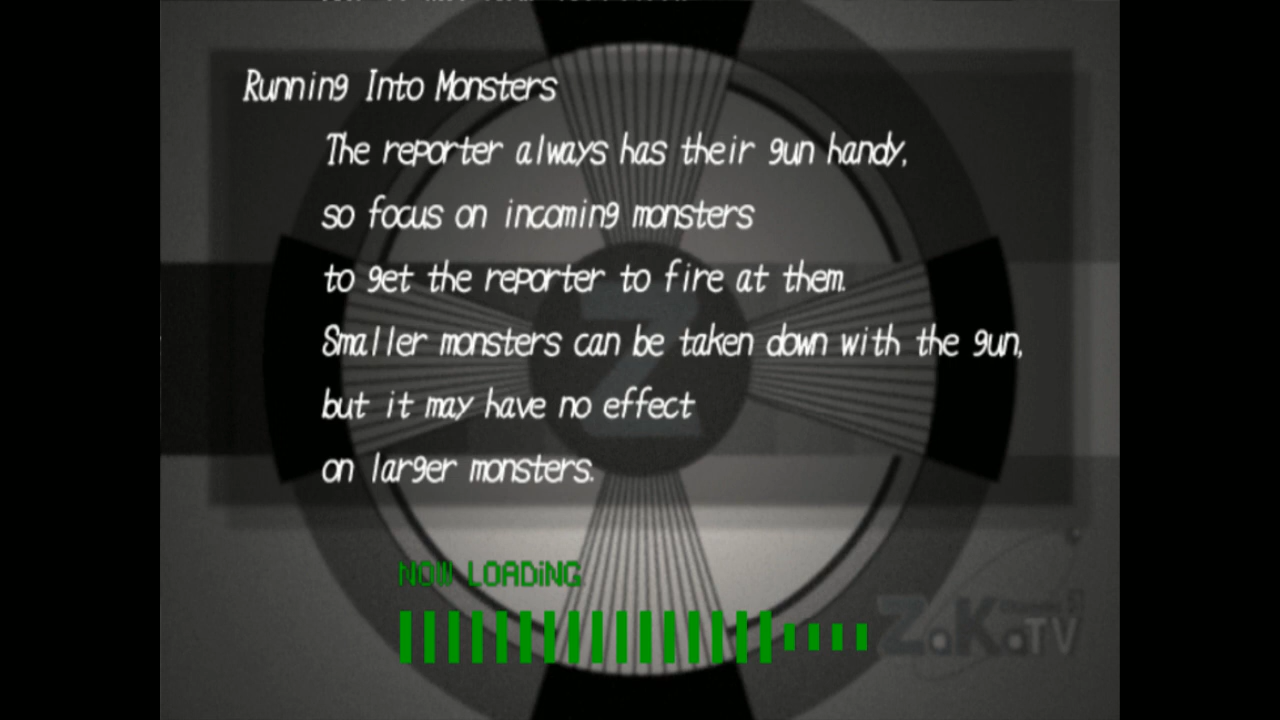 Running Into Monsters
The reporter always has their gun handy,
so focus on incoming monsters
to get the reporter to fire at them.
Smaller monsters can be taken down with the gun,
but it may have no effect
on larger monsters.
Z
NOW LOADiNG
ZaKaTV